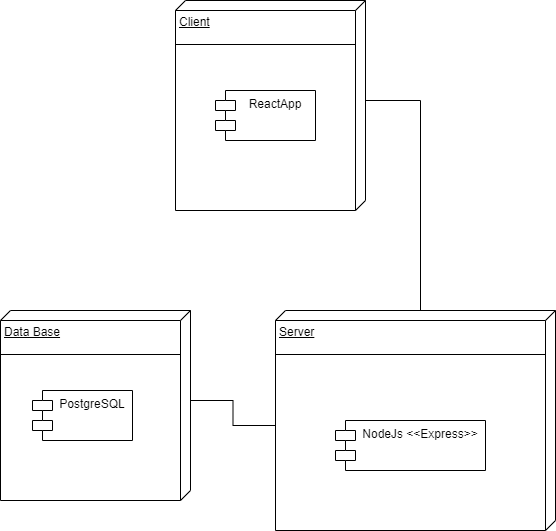 Client
ReactApp
Data Base
PostgreSQL
Server
NodeJs <<Express>>